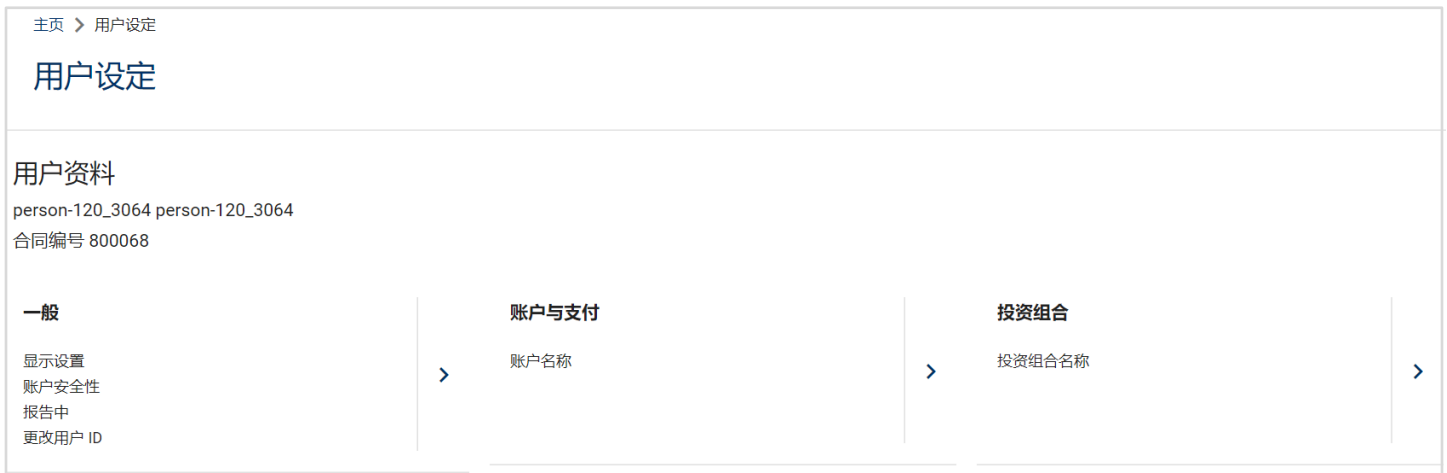 主页 > 用户设定
用户设定
用户资料
person-120_3064 person-120_3064
合同编号 800068
一般
显示设置
账户安全性
报告中
更改用户 ID
账户与支付
账户名称
投资组合
投资组合名称